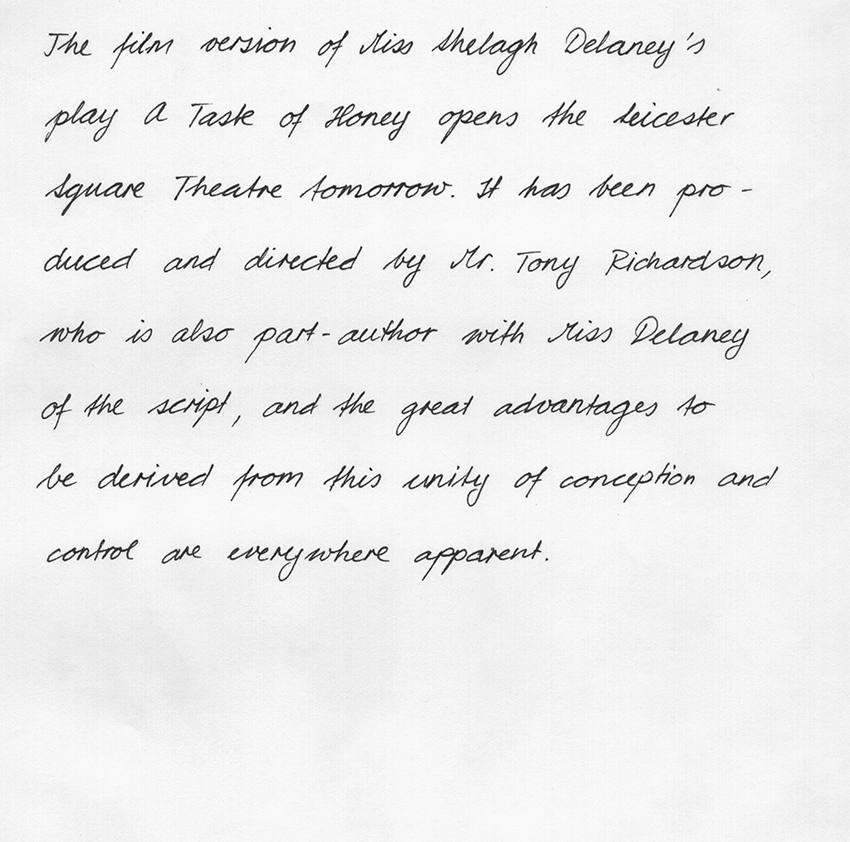 The film version of Miss Shelagh Delaney's
play A Taste of Honey opens the Leicester
Square Theatre tomorrow. It has been pro-
duced and directed by Mr. Tony Richardson,
who is also part-author with Miss Delaney
of the script, and the great advantages to
be derived from this unity of conception and
control are everywhere apparent.